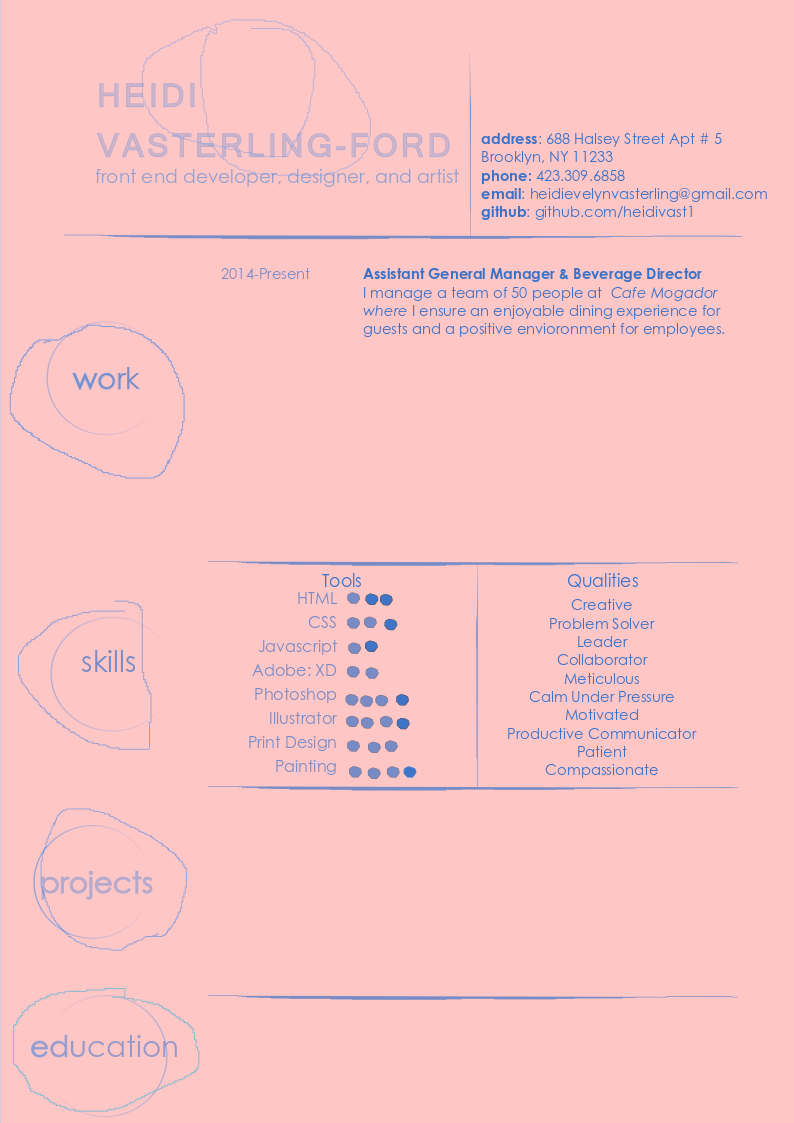 HEIDI
VASTERLING-FORD
front end developer, designer, and artist
address: 688 Halsey Street Apt # 5
Brooklyn, NY 11233
phone: 423.309.6858
email: heidievelynvasterling@gmail.com
github: github.com/heidivast1
2014-Present
Assistant General Manager & Beverage Director
I manage a team of 50 people at Cafe Mogador
where I ensure an enjoyable dining experience for
guests and a positive envioronment for employees.
work
skills
Tools
HTML
CSS
Javascript
Adobe: XD
Photoshop
Illustrator
Print Design
Painting
Qualities
Creative
Problem Solver
Leader
Collaborator
Meticulous
Calm Under Pressure
Motivated
Productive Communicator
Patient
Compassionate
projects
education